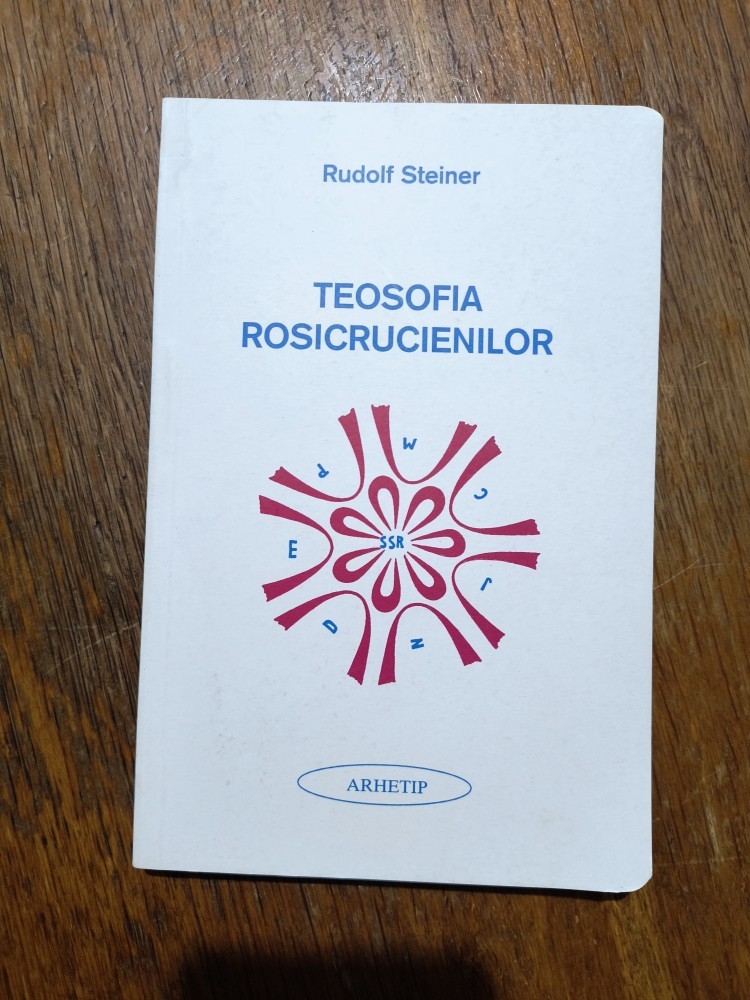 Rudolf Steiner
TEOSOFIA
ROSICRUCIENILOR
P
M
C
E
SSR
J
D
N
ARHETIP